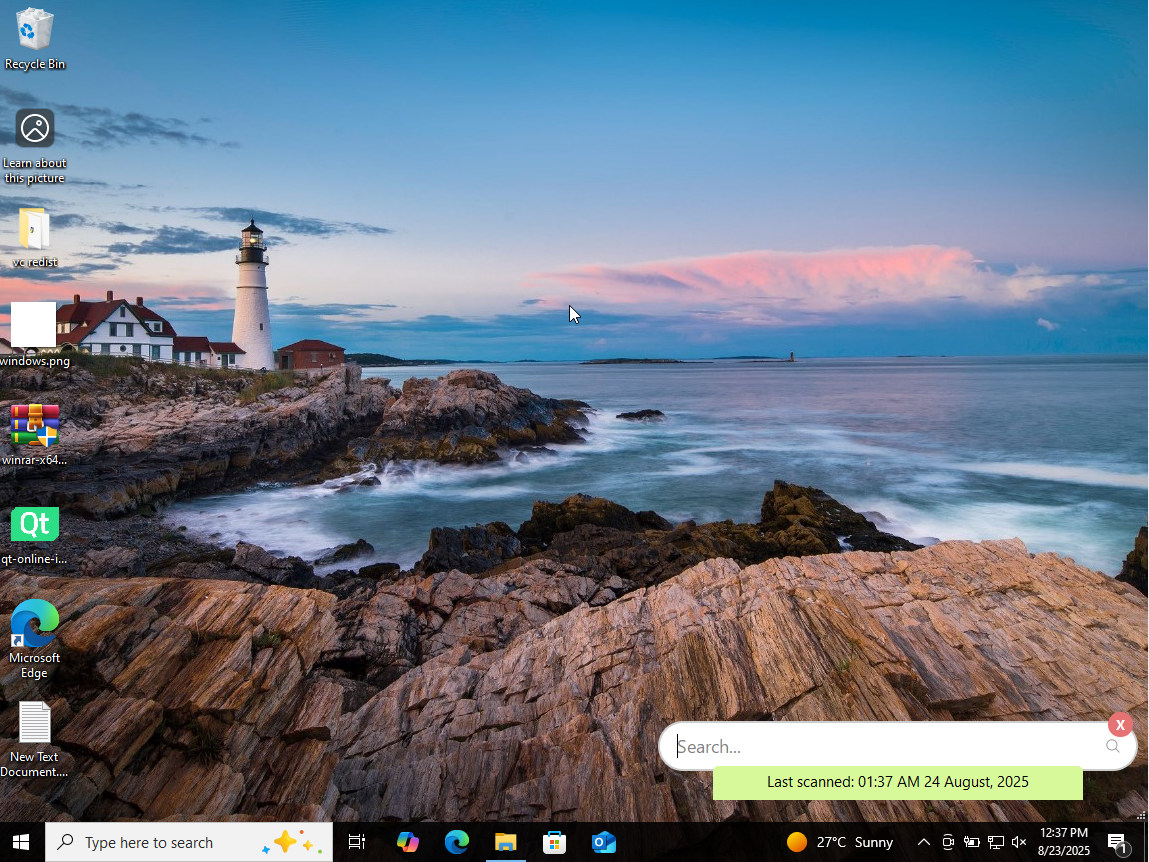 Recycle Bin
Learn about
this picture
vc redist
windows.png
winrar-x64...
Qt
qt-online-i...
Microsoft
Edge
New Text
Document....
X
Search...
Last scanned: 01:37 AM 24 August, 2025
Type here to search
27°C Sunny
12:37 PM
8/23/2025
1